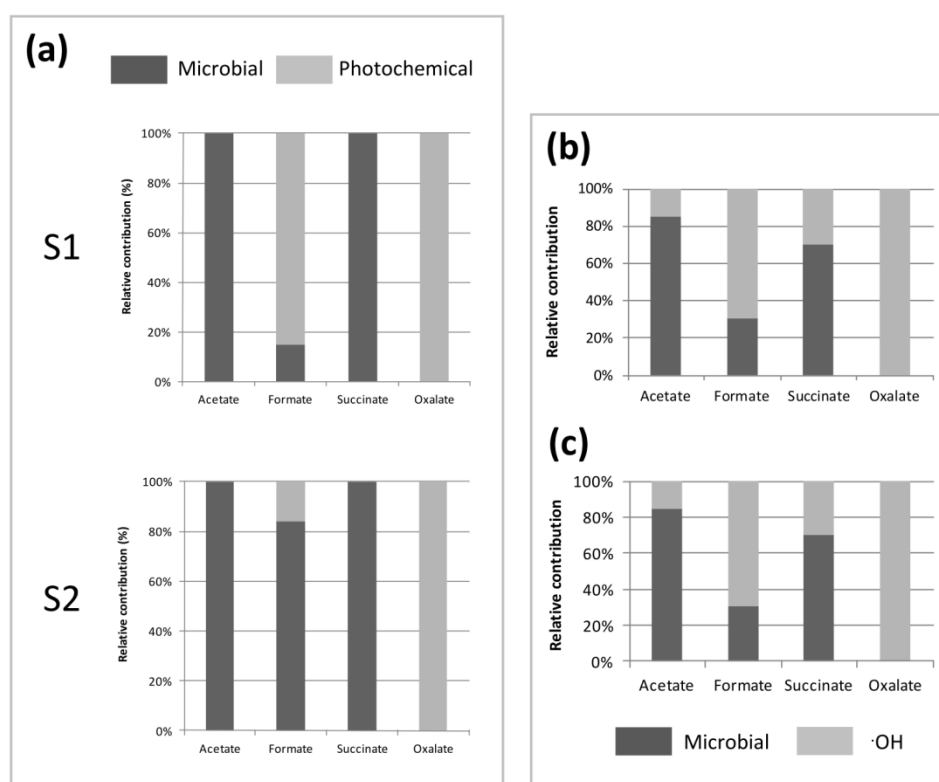 (a)
Microbial Photochemical
S1
Relative contribution (%)
100%
80%
60%
40%
20%
0%
Acetate Formate Succinate Oxalate
S2
Relative contribution (%)
100%
80%
60%
40%
20%
0%
Acetate Formate Succinate Oxalate
(b)
Relative contribution
100%
80%
60%
40%
20%
0%
Acetate Formate Succinate Oxalate
(c)
Relative contribution
100%
80%
60%
40%
20%
0%
Acetate Formate Succinate Oxalate
Microbial ·OH